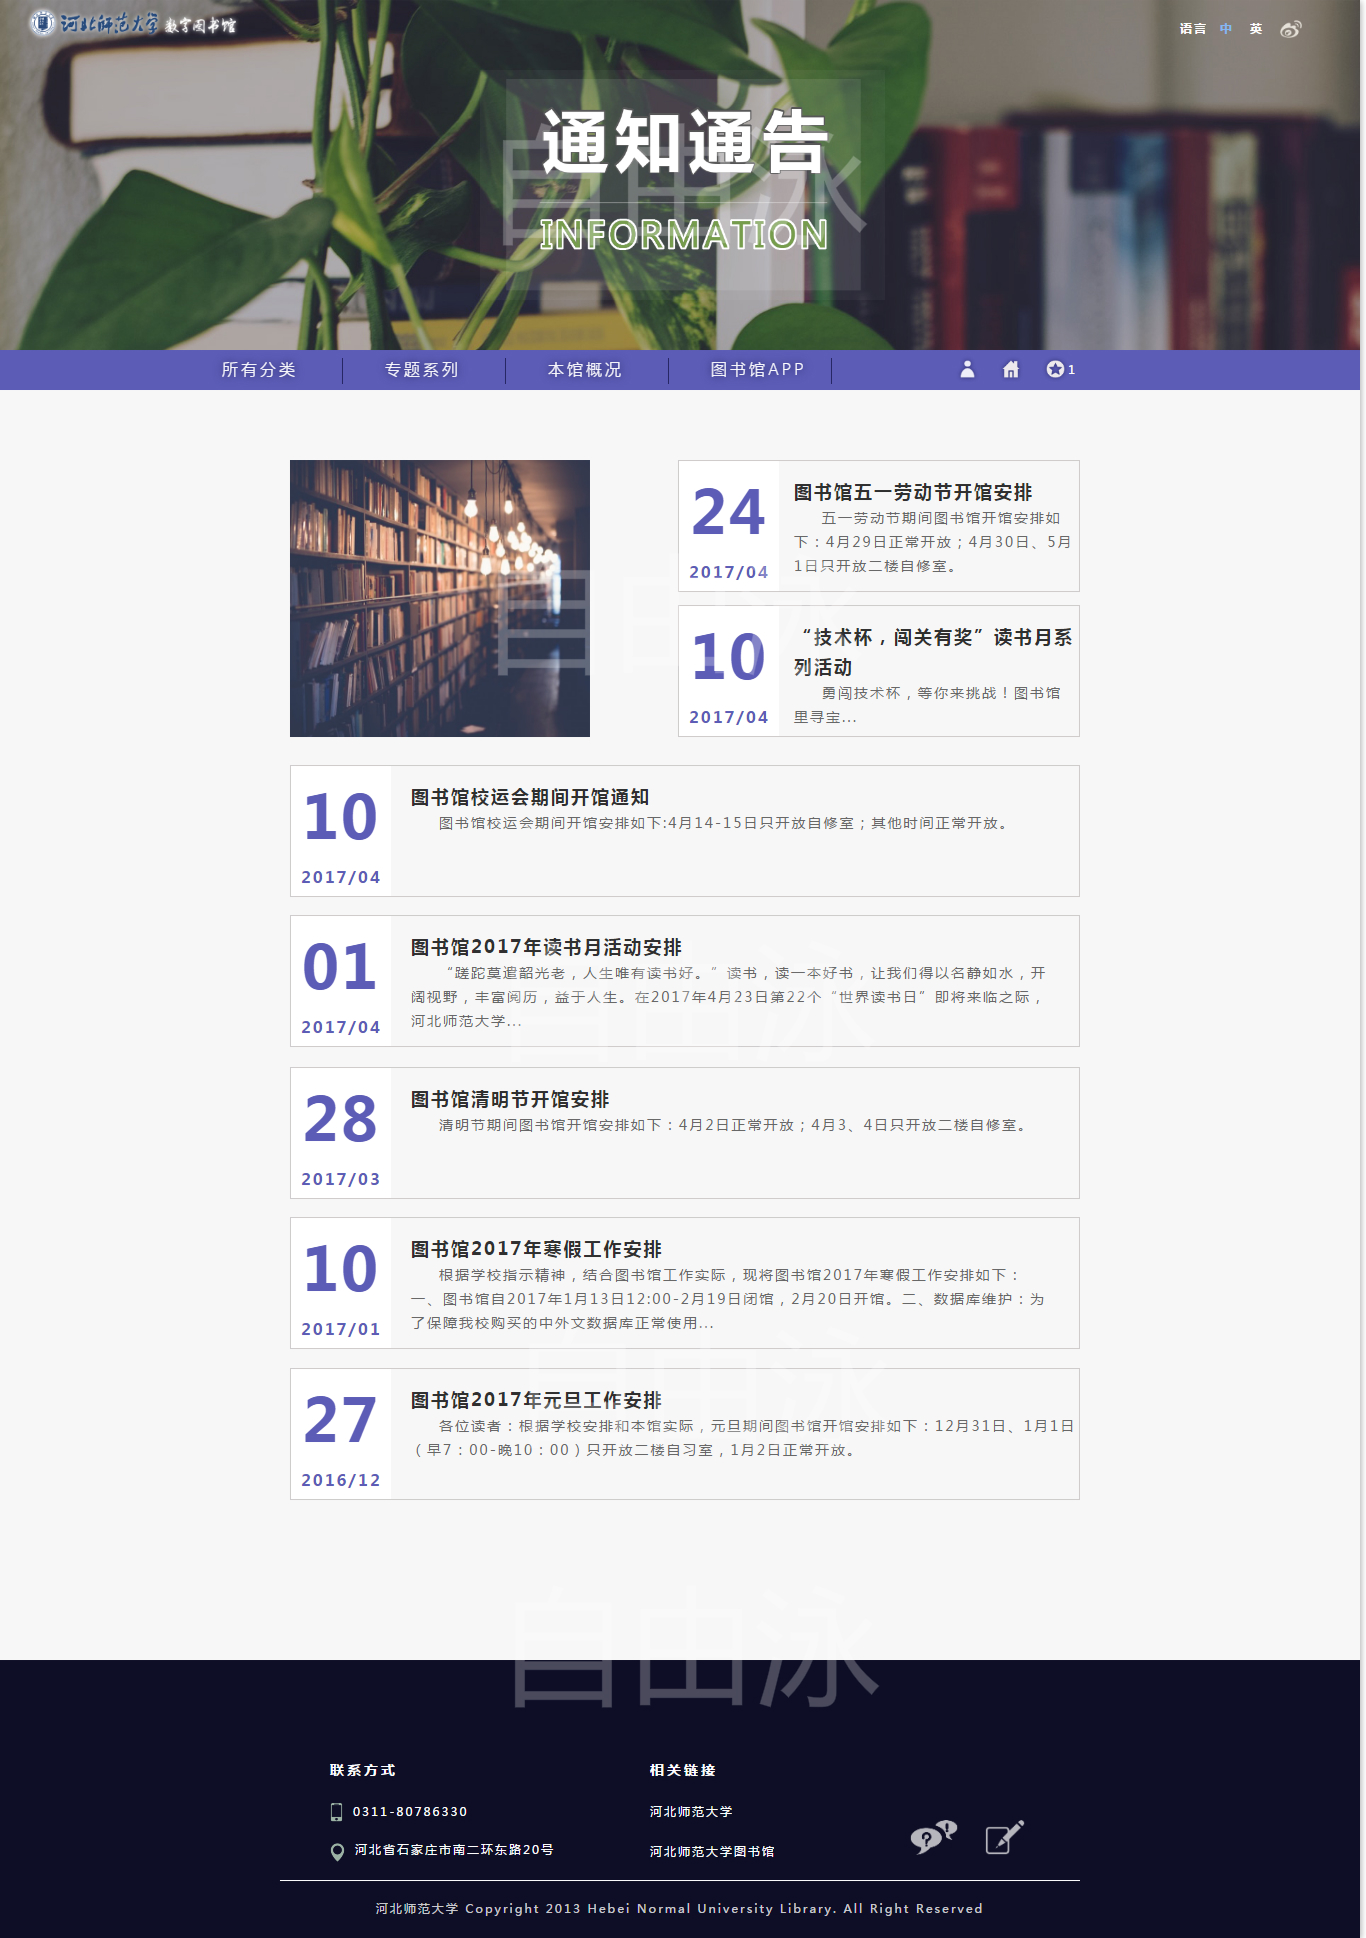 河北师范大学 数字图书馆
语言 中 英
通知通告
INFORMATION
自由泳
所有分类 专题系列 本馆概况 图书馆APP 1
24
2017/04
图书馆五一劳动节开馆安排
五一劳动节期间图书馆开馆安排如
下：4月29日正常开放；4月30日、5月
1日只开放二楼自修室。
自由泳
10
2017/04
“技术杯，闯关有奖”读书月系
列活动
勇闯技术杯，等你来挑战！图书馆
里寻宝...
10
2017/04
图书馆校运会期间开馆通知
图书馆校运会期间开馆安排如下:4月14-15日只开放自修室；其他时间正常开放。
01
2017/04
图书馆2017年读书月活动安排
“蹉跎莫遣韶光老，人生唯有读书好。”读书，读一本好书，让我们得以名静如水，开
阔视野，丰富阅历，益于人生。在2017年4月23日第22个“世界读书日”即将来临之际，
河北师范大学...
自由泳
28
2017/03
图书馆清明节开馆安排
清明节期间图书馆开馆安排如下：4月2日正常开放；4月3、4日只开放二楼自修室。
10
2017/01
图书馆2017年寒假工作安排
根据学校指示精神，结合图书馆工作实际，现将图书馆2017年寒假工作安排如下：
一、图书馆自2017年1月13日12:00-2月19日闭馆，2月20日开馆。二、数据库维护：为
了保障我校购买的中外文数据库正常使用...
自由泳
27
2016/12
图书馆2017年元旦工作安排
各位读者：根据学校安排和本馆实际，元旦期间图书馆开馆安排如下：12月31日、1月1日
（早7：00-晚10：00）只开放二楼自习室，1月2日正常开放。
自由泳
联系方式
0311-80786330
河北省石家庄市南二环东路20号
相关链接
河北师范大学
河北师范大学图书馆
河北师范大学 Copyright 2013 Hebei Normal University Library. All Right Reserved